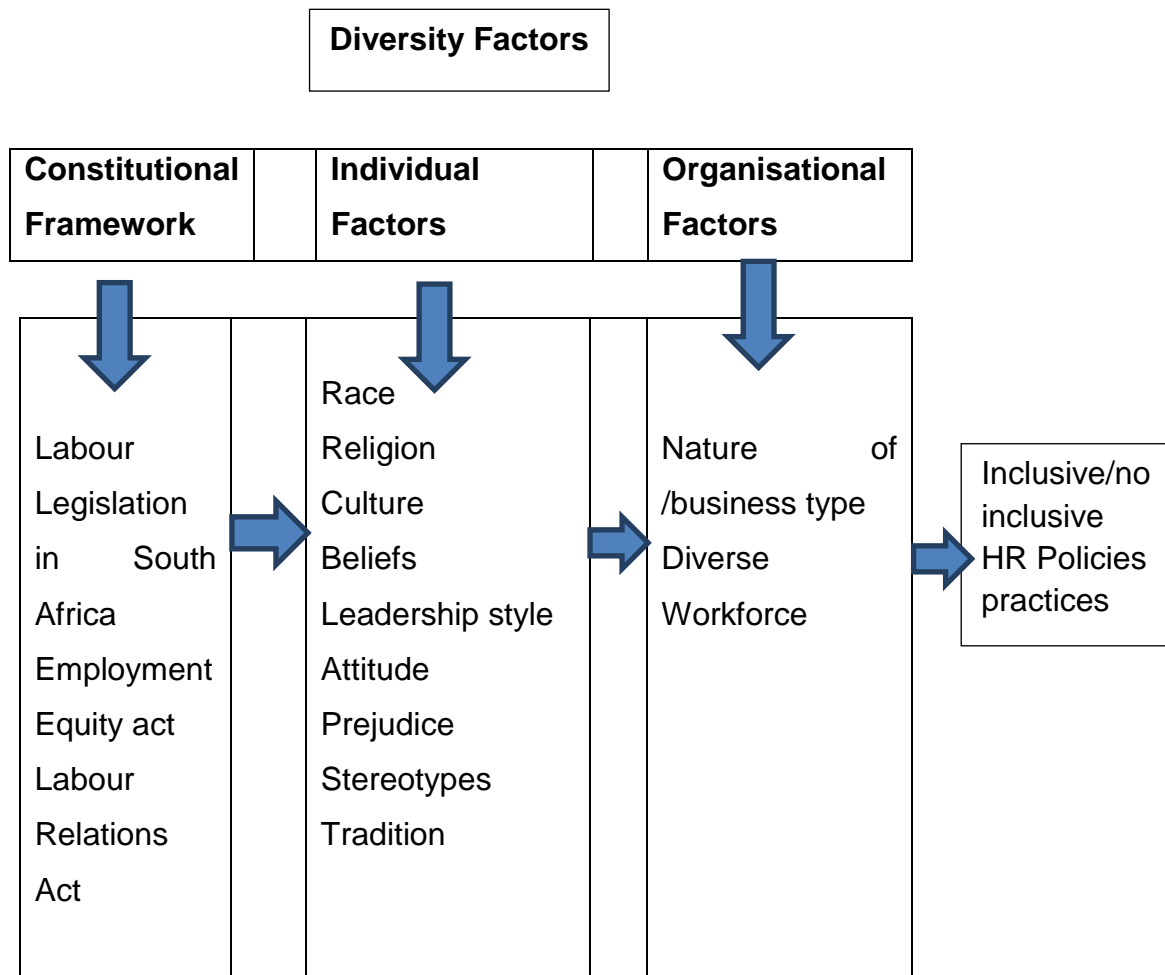 Diversity Factors
Constitutional
Framework
Individual
Factors
Organisational
Factors
Labour
Legislation
in South
Africa
Employment
Equity act
Labour
Relations
Act
Race
Religion
Culture
Beliefs
Leadership style
Attitude
Prejudice
Stereotypes
Tradition
Nature of
/business type
Diverse
Workforce
Inclusive/no
inclusive
HR Policies
practices